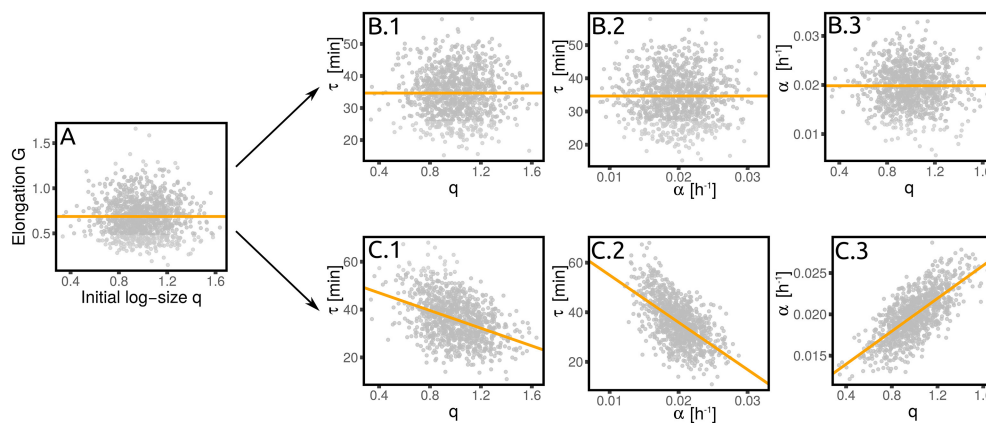 A
Elongation G
1.5
1.0
0.5
0.4 0.8 1.2 1.6
Initial log−size q
B.1
τ [min]
50
40
30
20
0.4 0.8 1.2 1.6
q
B.2
τ [min]
60
40
20
0.01 0.02 0.03
α [h⁻¹]
B.3
α [h⁻¹]
0.03
0.02
0.01
0.4 0.8 1.2 1.6
q
C.1
τ [min]
60
40
20
0.4 0.8 1.2 1.6
q
C.2
τ [min]
60
40
20
0.01 0.02 0.03
α [h⁻¹]
C.3
α [h⁻¹]
0.025
0.020
0.015
0.4 0.8 1.2 1.6
q